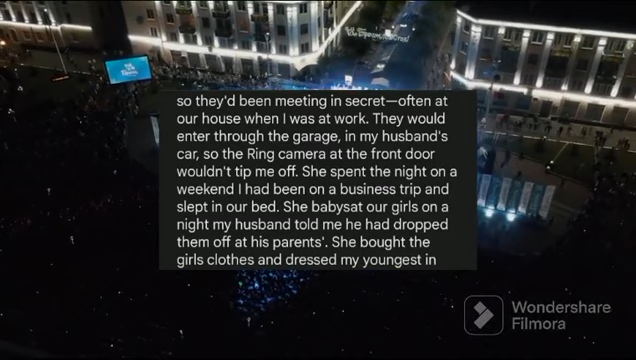 so they'd been meeting in secret—often at
our house when I was at work. They would
enter through the garage, in my husband's
car, so the Ring camera at the front door
wouldn't tip me off. She spent the night on a
weekend I had been on a business trip and
slept in our bed. She babysat our girls on a
night my husband told me he had dropped
them off at his parents'. She bought the
girls clothes and dressed my youngest in
Wondershare
Filmora